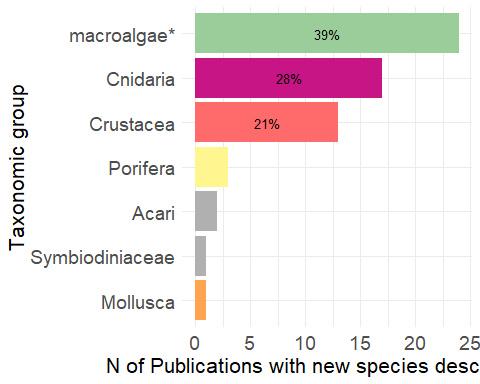 Taxonomic group
macroalgae*
39%
Cnidaria
28%
Crustacea
21%
Porifera
Acari
Symbiodiniaceae
Mollusca
0 5 10 15 20 25
N of Publications with new species desc